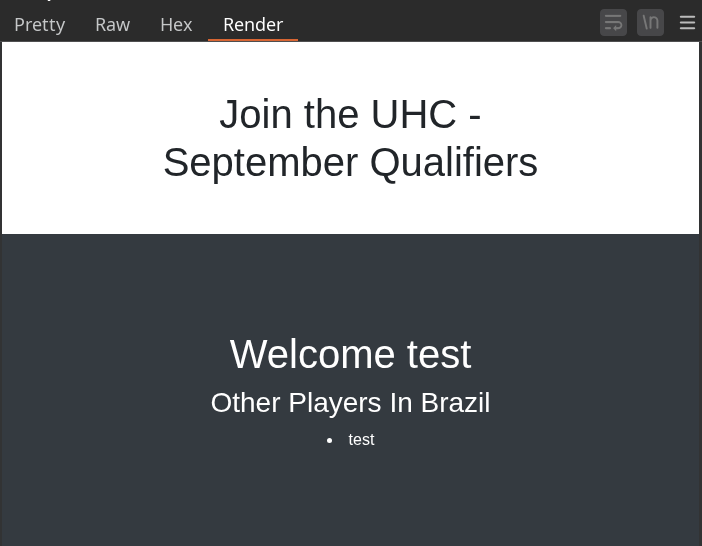 Pretty Raw Hex Render \n
Join the UHC -
September Qualifiers
Welcome test
Other Players In Brazil
• test